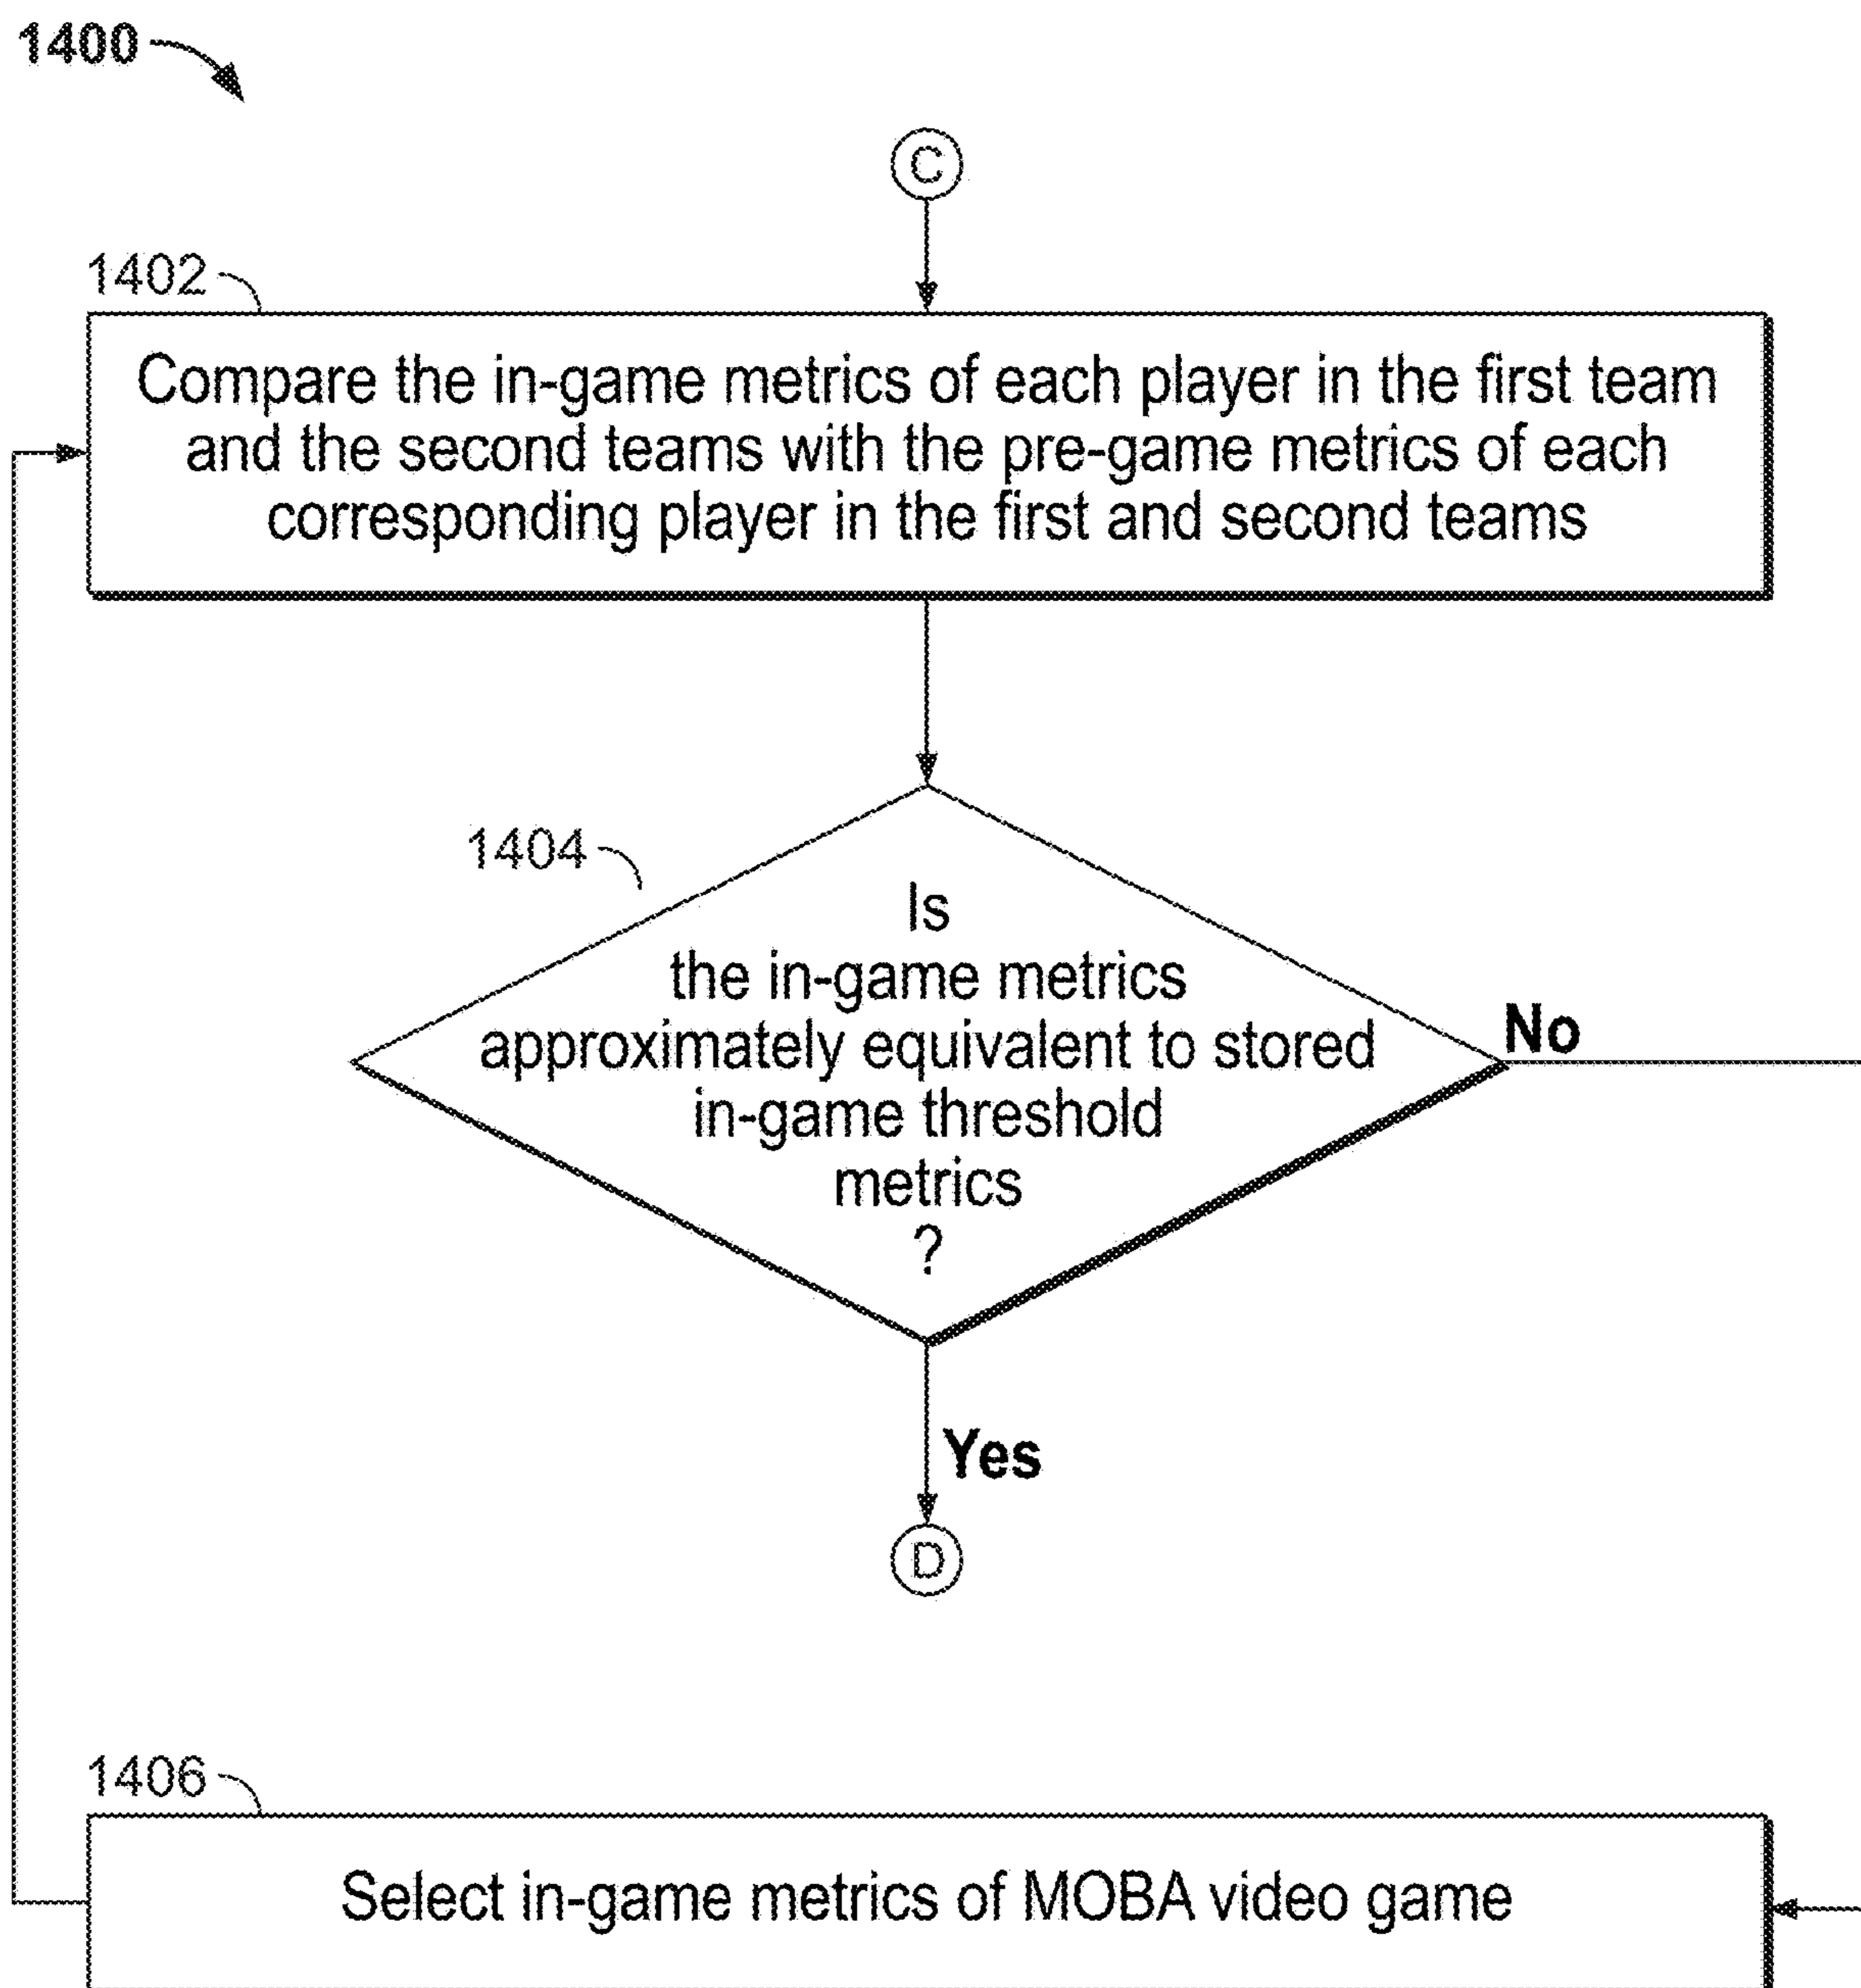 1400
C
1402
Compare the in-game metrics of each player in the first team
and the second teams with the pre-game metrics of each
corresponding player in the first and second teams
1404
Is
the in-game metrics
approximately equivalent to stored
in-game threshold
metrics
?
No
Yes
D
1406
Select in-game metrics of MOBA video game